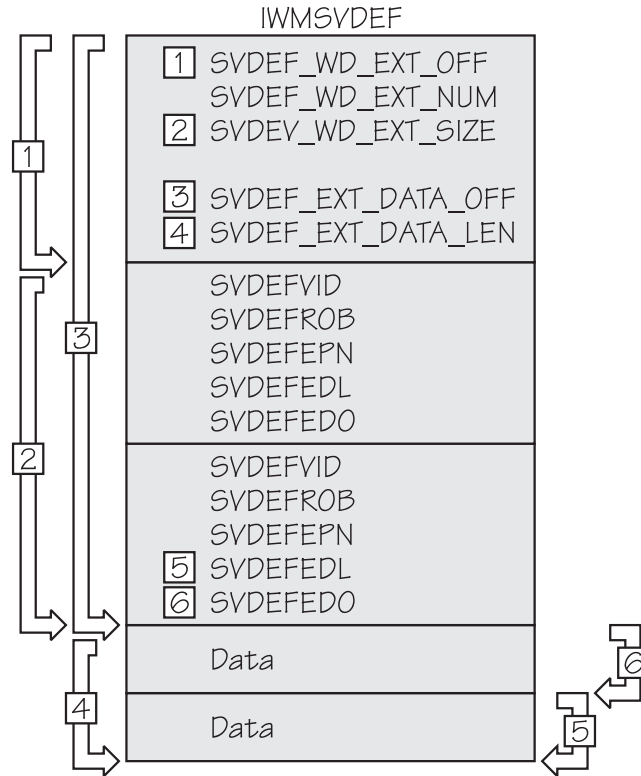 IWMSVDEF
1 SVDEF_WD_EXT_OFF
SVDEF_WD_EXT_NUM
2 SVDEV_WD_EXT_SIZE
1
3 SVDEF_EXT_DATA_OFF
4 SVDEF_EXT_DATA_LEN
SVDEFVID
SVDEFROB
3
SVDEFEPN
SVDEFEDL
SVDEFEDO
2
SVDEFVID
SVDEFROB
SVDEFEPN
5 SVDEFEDL
6 SVDEFEDO
Data
6
4
Data
5